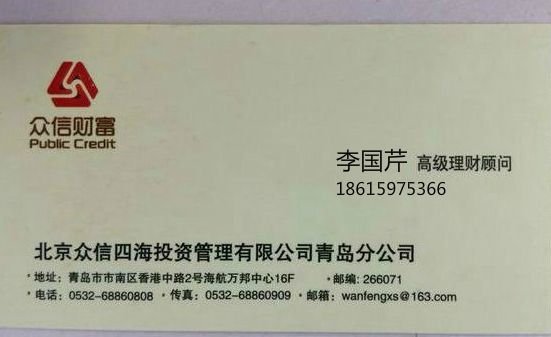 众信财富
Public Credit
李国芹 高级理财顾问
18615975366
北京众信四海投资管理有限公司青岛分公司
·地址：青岛市市南区香港中路2号海航万邦中心16F ·邮编：266071
·电话：0532-68860808 ·传真：0532-68860909 ·邮箱：wanfengxs@163.com